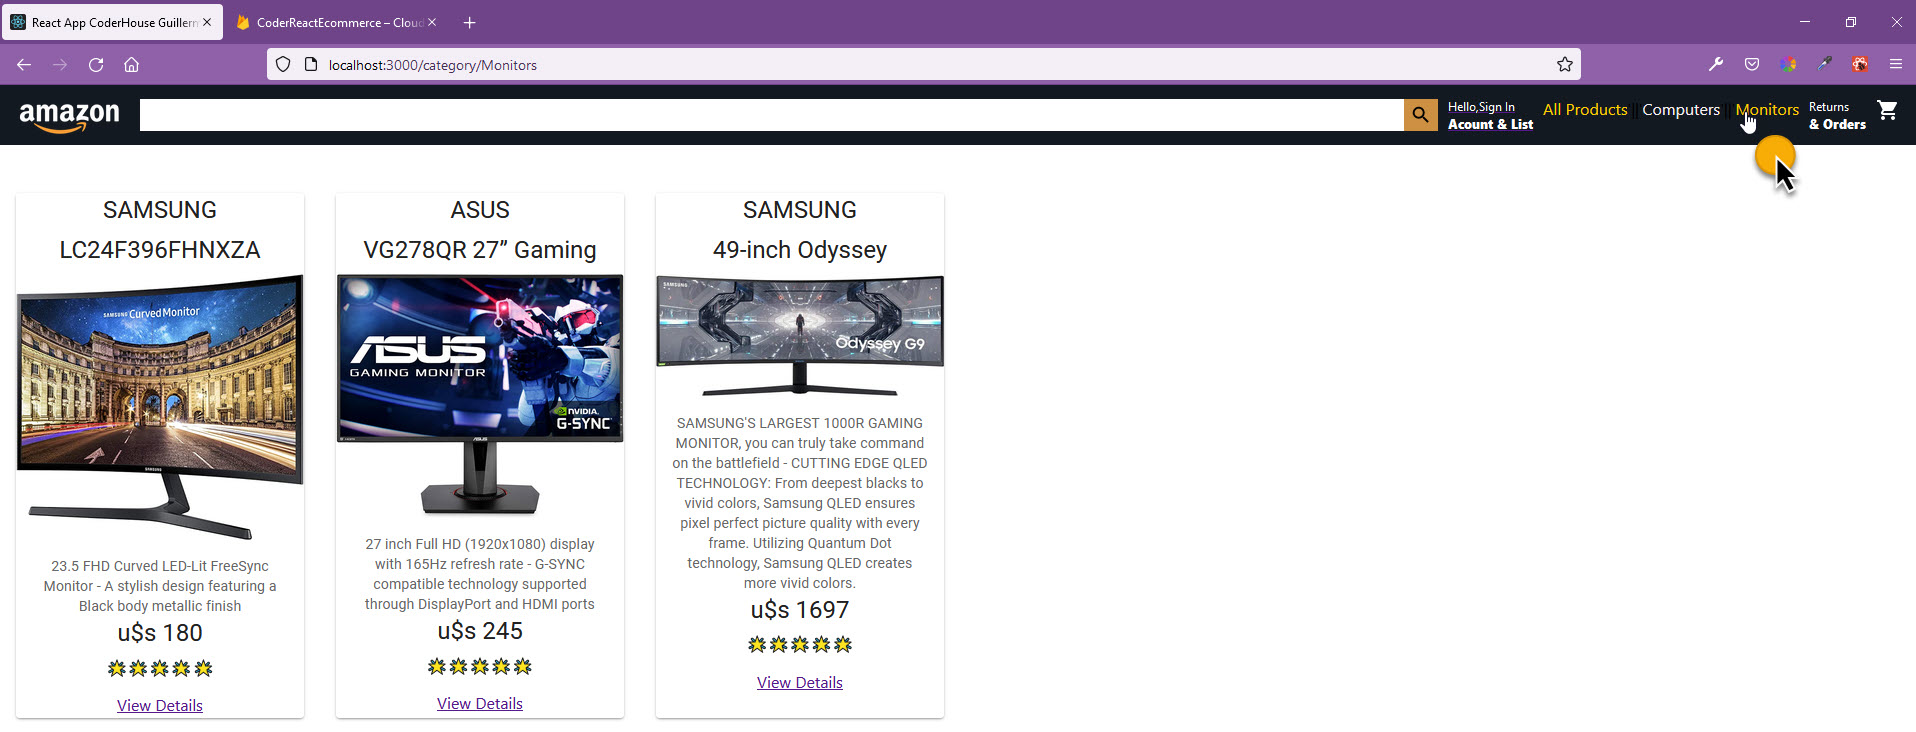 React App CoderHouse Guillerm
CoderReactEcommerce – Cloud
localhost:3000/category/Monitors
amazon
Hello,Sign In
Acount & List
All Products || Computers || Monitors
Returns
& Orders
SAMSUNG
LC24F396FHNXZA
SAMSUNG Curved Monitor
SAMSUNG
23.5 FHD Curved LED-Lit FreeSync
Monitor - A stylish design featuring a
Black body metallic finish
u$s 180
View Details
ASUS
VG278QR 27” Gaming
ASUS
GAMING MONITOR
NVIDIA.
G-SYNC
ASUS
27 inch Full HD (1920x1080) display
with 165Hz refresh rate - G-SYNC
compatible technology supported
through DisplayPort and HDMI ports
u$s 245
View Details
SAMSUNG
49-inch Odyssey
SAMSUNG
Odyssey G9
SAMSUNG'S LARGEST 1000R GAMING
MONITOR, you can truly take command
on the battlefield - CUTTING EDGE QLED
TECHNOLOGY: From deepest blacks to
vivid colors, Samsung QLED ensures
pixel perfect picture quality with every
frame. Utilizing Quantum Dot
technology, Samsung QLED creates
more vivid colors.
u$s 1697
View Details